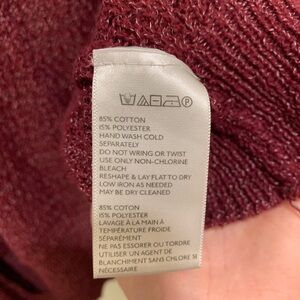 85% COTTON
15% POLYESTER
HAND WASH COLD
SEPARATELY
DO NOT WRING OR TWIST
USE ONLY NON-CHLORINE
BLEACH
RESHAPE & LAY FLAT TO DRY
LOW IRON AS NEEDED
MAY BE DRY CLEANED
85% COTON
15% POLYESTER
LAVAGE À LA MAIN À
TEMPÉRATURE FROIDE
SÉPARÉMENT
NE PAS ESSORER OU TORDRE
UTILISER UN AGENT DE
BLANCHIMENT SANS CHLORE SI
NÉCESSAIRE